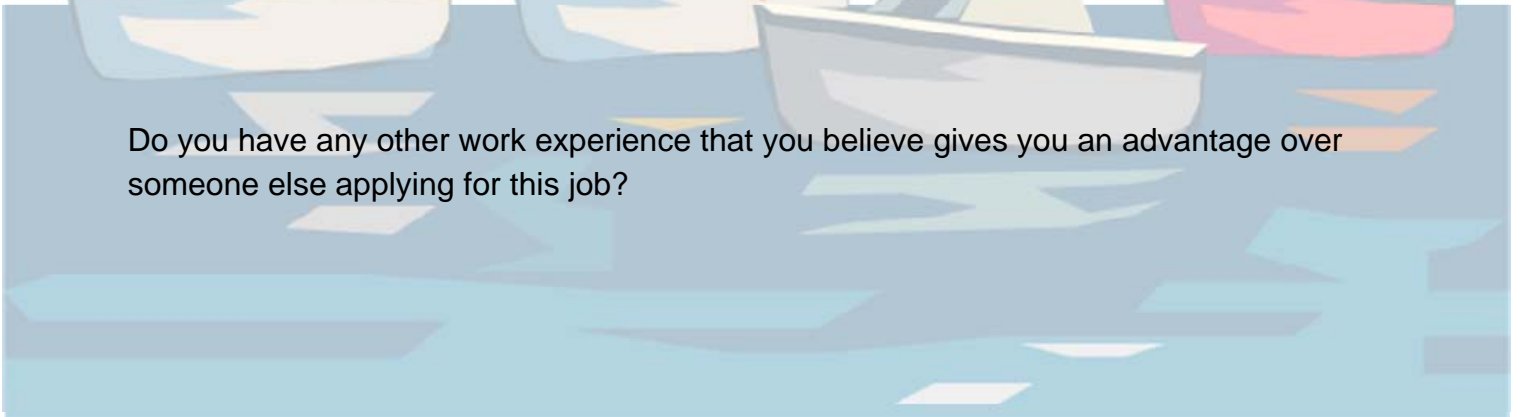 Do you have any other work experience that you believe gives you an advantage over
someone else applying for this job?